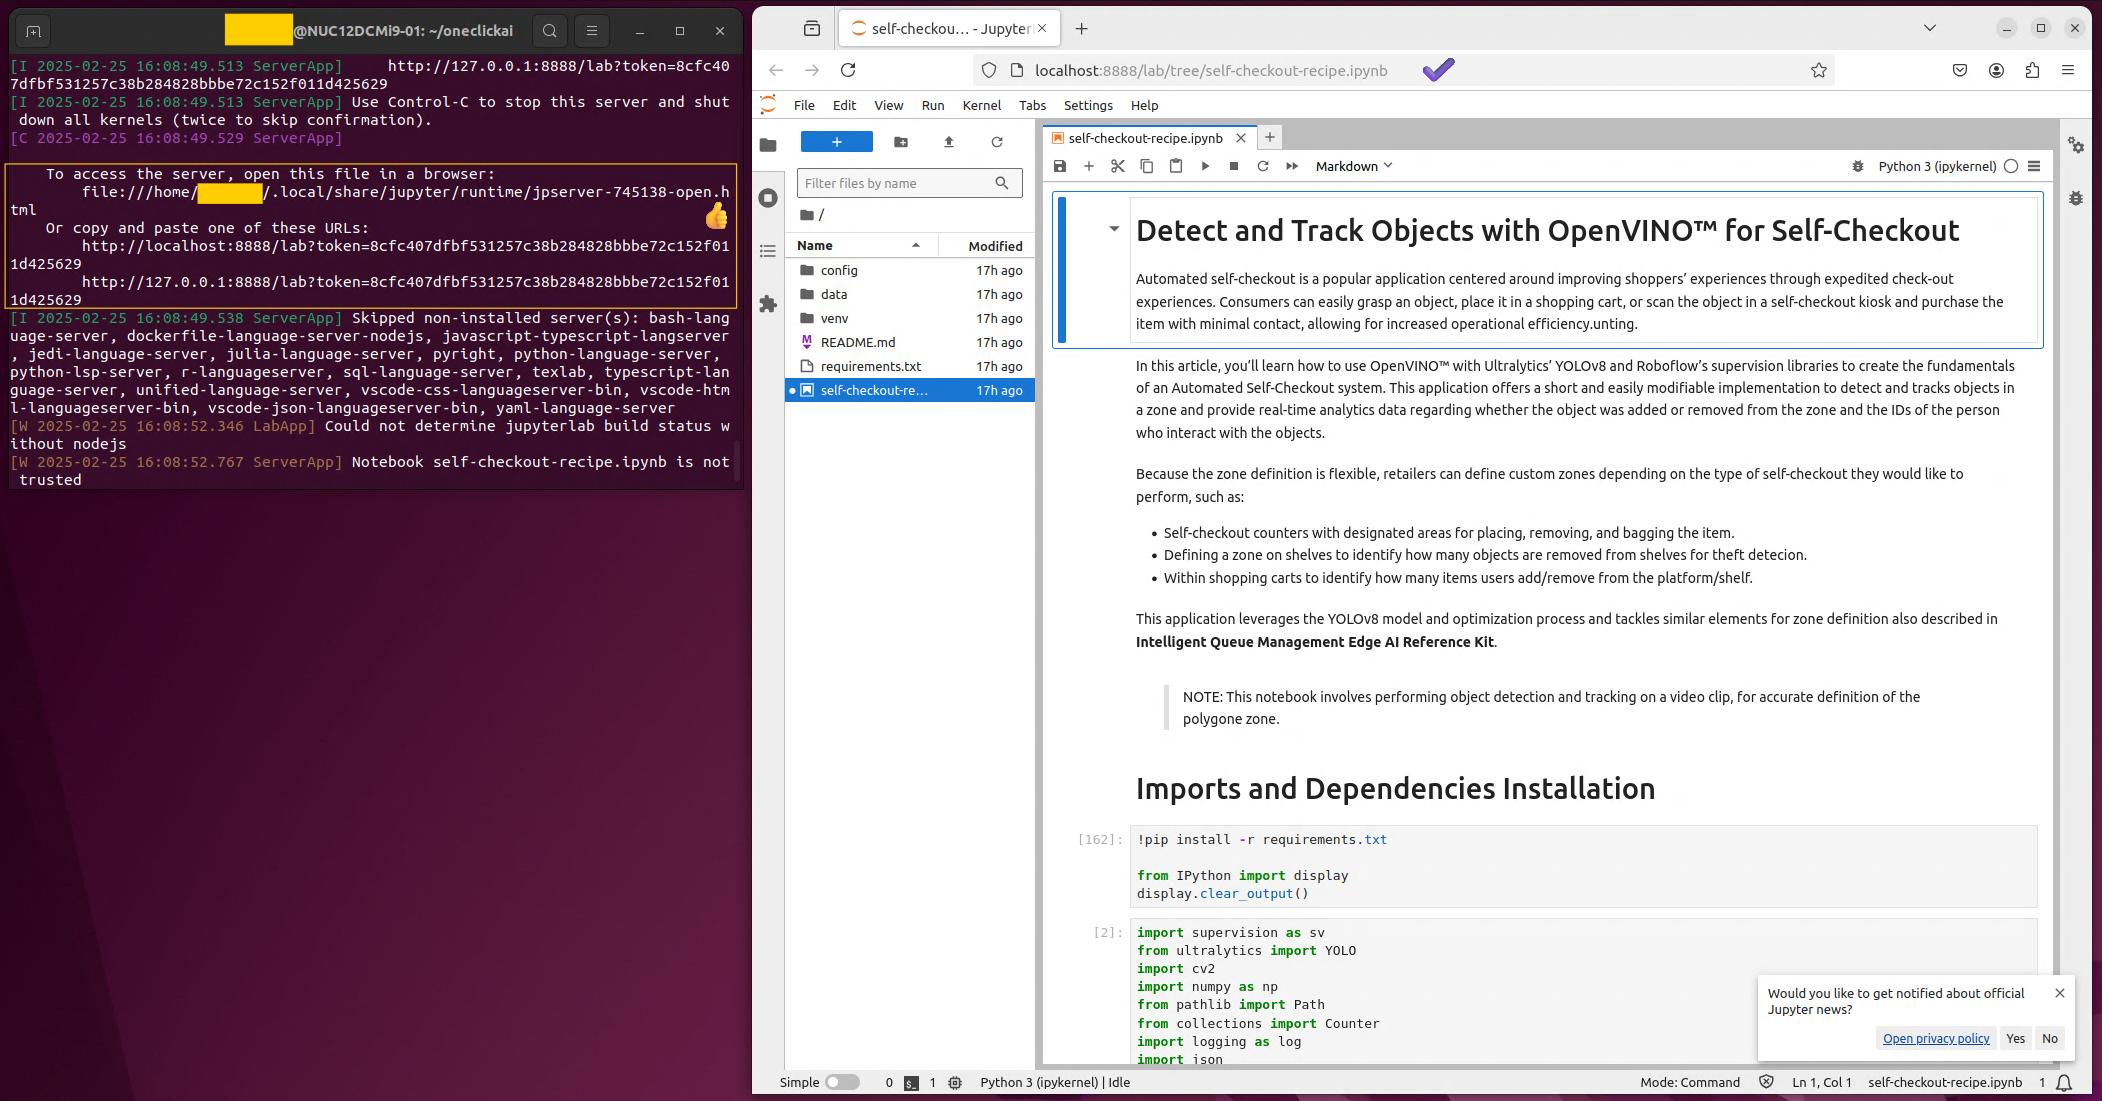 @NUC12DCMi9-01: ~/oneclickai
[I 2025-02-25 16:08:49.513 ServerApp]     http://127.0.0.1:8888/lab?token=8cfc40
7dfbf531257c38b284828bbbe72c152f011d425629
[I 2025-02-25 16:08:49.513 ServerApp] Use Control-C to stop this server and shut
down all kernels (twice to skip confirmation).
[C 2025-02-25 16:08:49.529 ServerApp]
To access the server, open this file in a browser:
file:///home/ /.local/share/jupyter/runtime/jpserver-745138-open.h
tml
Or copy and paste one of these URLs:
http://localhost:8888/lab?token=8cfc407dfbf531257c38b284828bbbe72c152f01
1d425629
http://127.0.0.1:8888/lab?token=8cfc407dfbf531257c38b284828bbbe72c152f01
1d425629
[I 2025-02-25 16:08:49.538 ServerApp] Skipped non-installed server(s): bash-lang
uage-server, dockerfile-language-server-nodejs, javascript-typescript-langserver
, jedi-language-server, julia-language-server, pyright, python-language-server,
python-lsp-server, r-languageserver, sql-language-server, texlab, typescript-lan
guage-server, unified-language-server, vscode-css-languageserver-bin, vscode-htm
l-languageserver-bin, vscode-json-languageserver-bin, yaml-language-server
[W 2025-02-25 16:08:52.346 LabApp] Could not determine jupyterlab build status w
ithout nodejs
[W 2025-02-25 16:08:52.767 ServerApp] Notebook self-checkout-recipe.ipynb is not
trusted
self-checkou… - Jupyter
localhost:8888/lab/tree/self-checkout-recipe.ipynb
File Edit View Run Kernel Tabs Settings Help
Filter files by name
/
Name Modified
config 17h ago
data 17h ago
venv 17h ago
README.md 17h ago
requirements.txt 17h ago
self-checkout-re... 17h ago
self-checkout-recipe.ipynb
Markdown
Python 3 (ipykernel)
Detect and Track Objects with OpenVINO™ for Self-Checkout
Automated self-checkout is a popular application centered around improving shoppers’ experiences through expedited check-out
experiences. Consumers can easily grasp an object, place it in a shopping cart, or scan the object in a self-checkout kiosk and purchase the
item with minimal contact, allowing for increased operational efficiency.unting.
In this article, you’ll learn how to use OpenVINO™ with Ultralytics’ YOLOv8 and Roboflow’s supervision libraries to create the fundamentals
of an Automated Self-Checkout system. This application offers a short and easily modifiable implementation to detect and tracks objects in
a zone and provide real-time analytics data regarding whether the object was added or removed from the zone and the IDs of the person
who interact with the objects.
Because the zone definition is flexible, retailers can define custom zones depending on the type of self-checkout they would like to
perform, such as:
• Self-checkout counters with designated areas for placing, removing, and bagging the item.
• Defining a zone on shelves to identify how many objects are removed from shelves for theft detecion.
• Within shopping carts to identify how many items users add/remove from the platform/shelf.
This application leverages the YOLOv8 model and optimization process and tackles similar elements for zone definition also described in
Intelligent Queue Management Edge AI Reference Kit.
NOTE: This notebook involves performing object detection and tracking on a video clip, for accurate definition of the
polygone zone.
Imports and Dependencies Installation
[162]: !pip install -r requirements.txt
from IPython import display
display.clear_output()
[2]: import supervision as sv
from ultralytics import YOLO
import cv2
import numpy as np
from pathlib import Path
from collections import Counter
import logging as log
import json
Would you like to get notified about official
Jupyter news?
Open privacy policy Yes No
Simple 0 1 Python 3 (ipykernel) | Idle
Mode: Command Ln 1, Col 1 self-checkout-recipe.ipynb 1